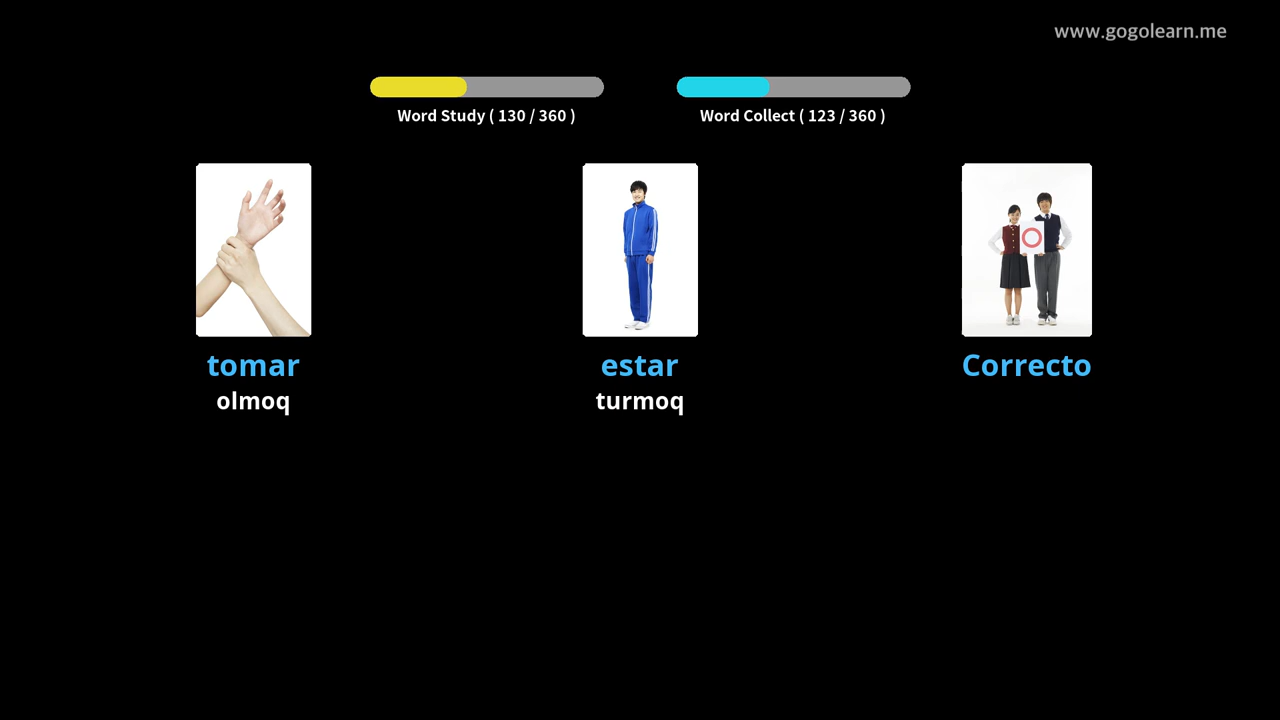 www.gogolearn.me
Word Study ( 130 / 360 )
Word Collect ( 123 / 360 )
tomar
olmoq
estar
turmoq
Correcto